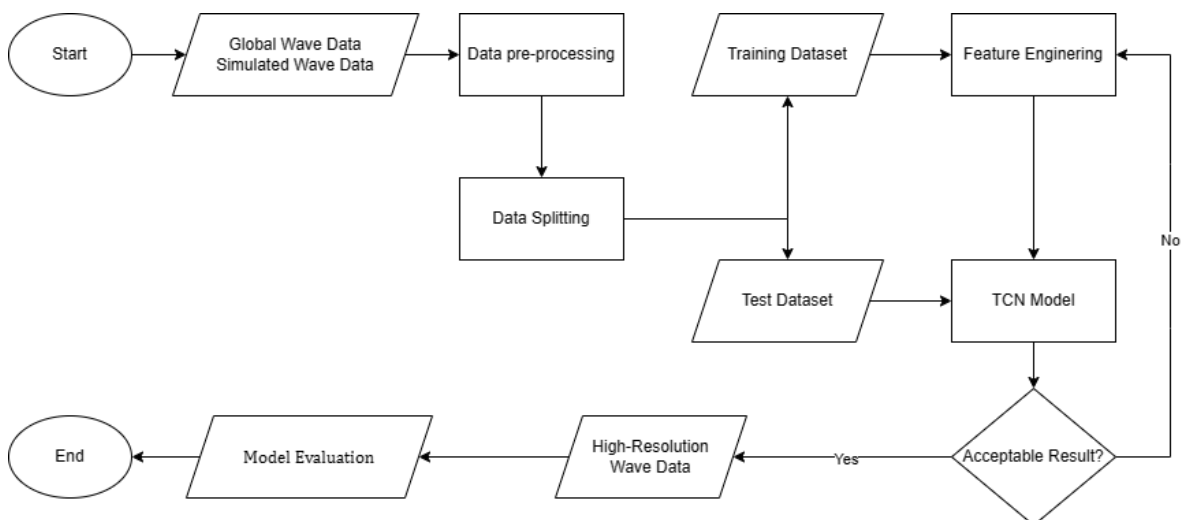 Start
Global Wave Data
Simulated Wave Data
Data pre-processing
Training Dataset
Feature Enginering
Data Splitting
No
Test Dataset
TCN Model
End
Model Evaluation
High-Resolution
Wave Data
Yes
Acceptable Result?